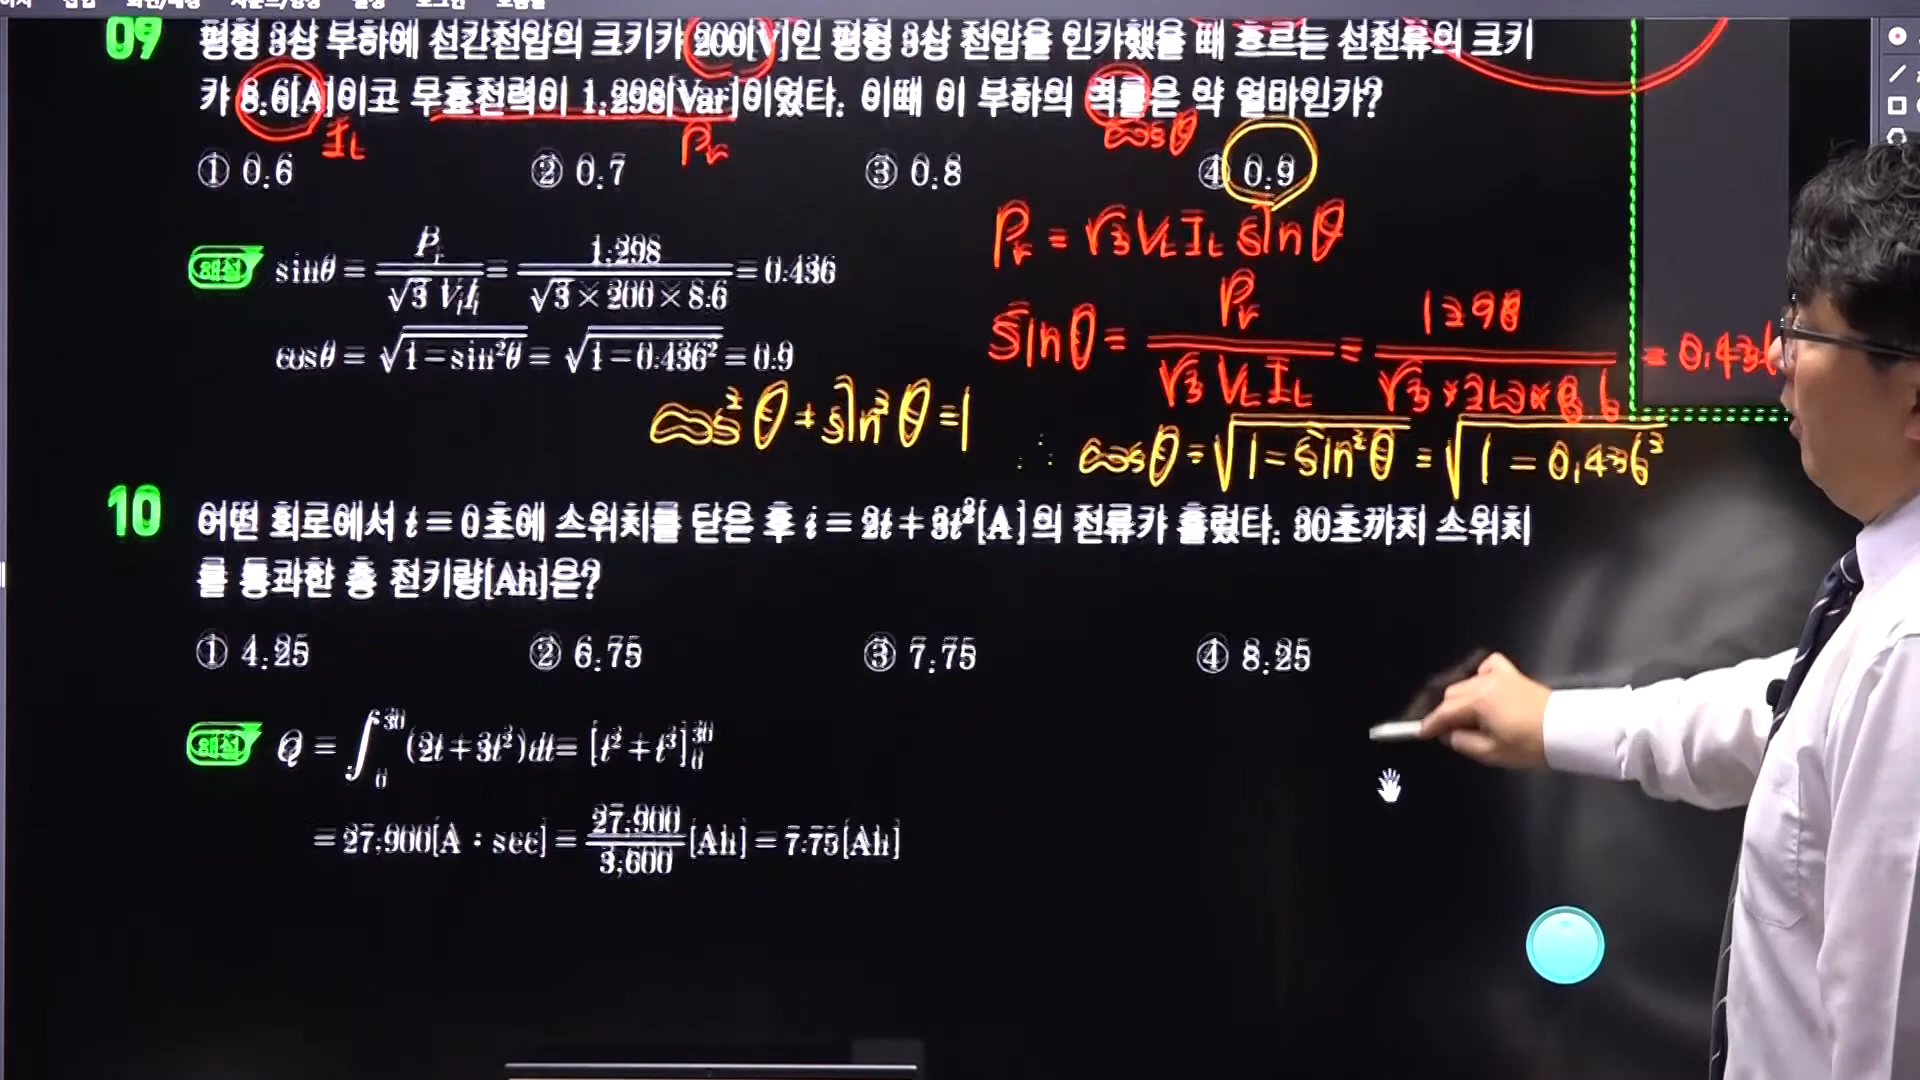 09 평형 3상 부하에 선간전압의 크기가 200[V]인 평형 3상 전압을 인가했을 때 흐르는 선전류의 크기
가 8.6[A]이고 무효전력이 1,298[Var]이었다. 이때 이 부하의 역률은 약 얼마인가?
I_L P_r cosθ
① 0.6 ② 0.7 ③ 0.8 ④ 0.9
P_r = √3 V_L I_L sinθ
해설 sinθ = P_r / (√3 V_l I_l) = 1,298 / (√3 × 200 × 8.6) = 0.436
sinθ = P_r / (√3 V_L I_L) = 1298 / (√3 × 200 × 8.6) = 0.436
cosθ = √(1 − sin²θ) = √(1 − 0.436²) = 0.9
cos²θ + sin²θ = 1 ∴ cosθ = √(1 − sin²θ) = √(1 − 0.436²)
10 어떤 회로에서 t = 0초에 스위치를 닫은 후 i = 2t + 3t²[A]의 전류가 흘렀다. 30초까지 스위치
를 통과한 총 전기량[Ah]은?
① 4.25 ② 6.75 ③ 7.75 ④ 8.25
해설 Q = ∫₀³⁰ (2t + 3t²)dt = [t² + t³]₀³⁰
= 27,900[A · sec] = 27,900 / 3,600 [Ah] = 7.75[Ah]